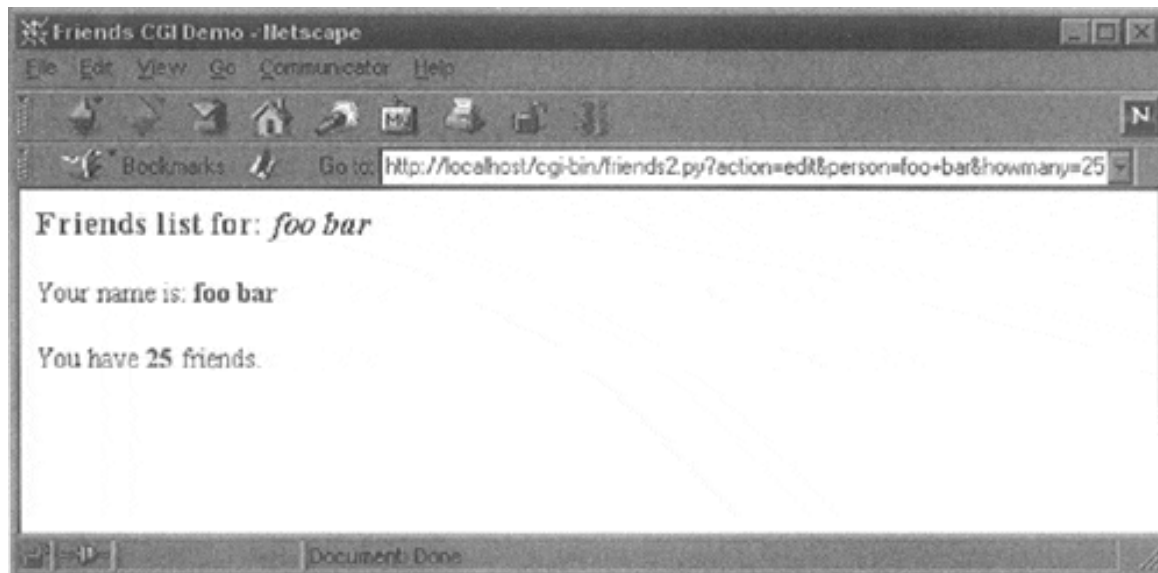 Friends CGI Demo - Netscape
File Edit View Go Communicator Help
My
N
Bookmarks Go to: http://localhost/cgi-bin/friends2.py?action=edit&person=foo+bar&howmany=25
Friends list for: foo bar
Your name is: foo bar
You have 25 friends.
Document: Done